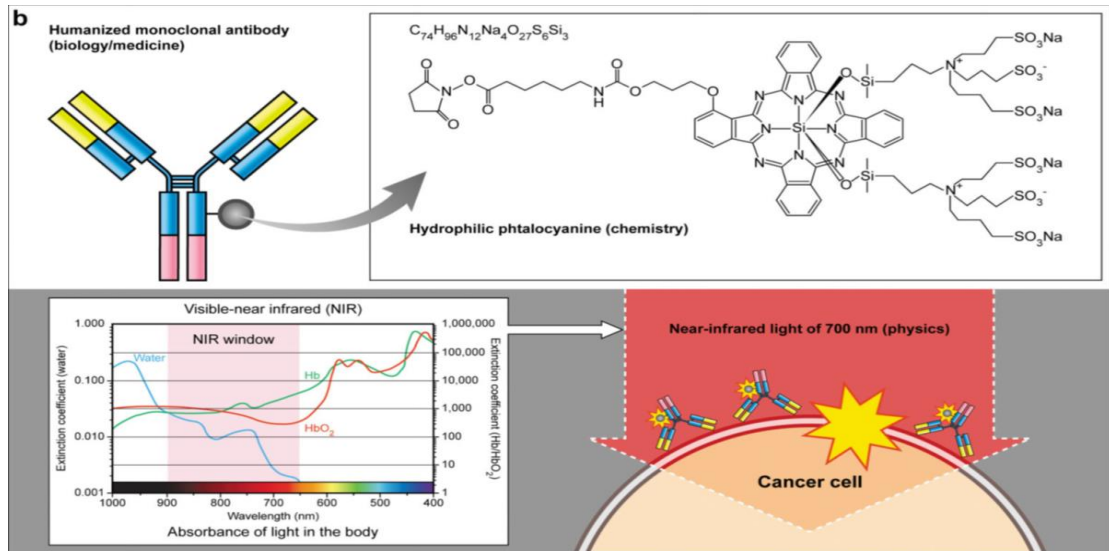 b
Humanized monoclonal antibody
(biology/medicine)
C74H96N12Na4O27S6Si3
O
N
O
O
O
N
H
O
O
O
N
N
N
N
Si
N
N
N
N
O
Si
N+
SO3Na
SO3-
SO3Na
O
Si
N+
SO3Na
SO3-
SO3Na
Hydrophilic phtalocyanine (chemistry)
Visible-near infrared (NIR)
NIR window
Water
Hb
HbO2
Extinction coefficient (water)
1.000
0.100
0.010
0.001
1,000,000
100,000
10,000
1,000
100
10
1
Extinction coefficient (Hb/HbO2)
1000 900 800 700 600 500 400
Wavelength (nm)
Absorbance of light in the body
Near-infrared light of 700 nm (physics)
Cancer cell